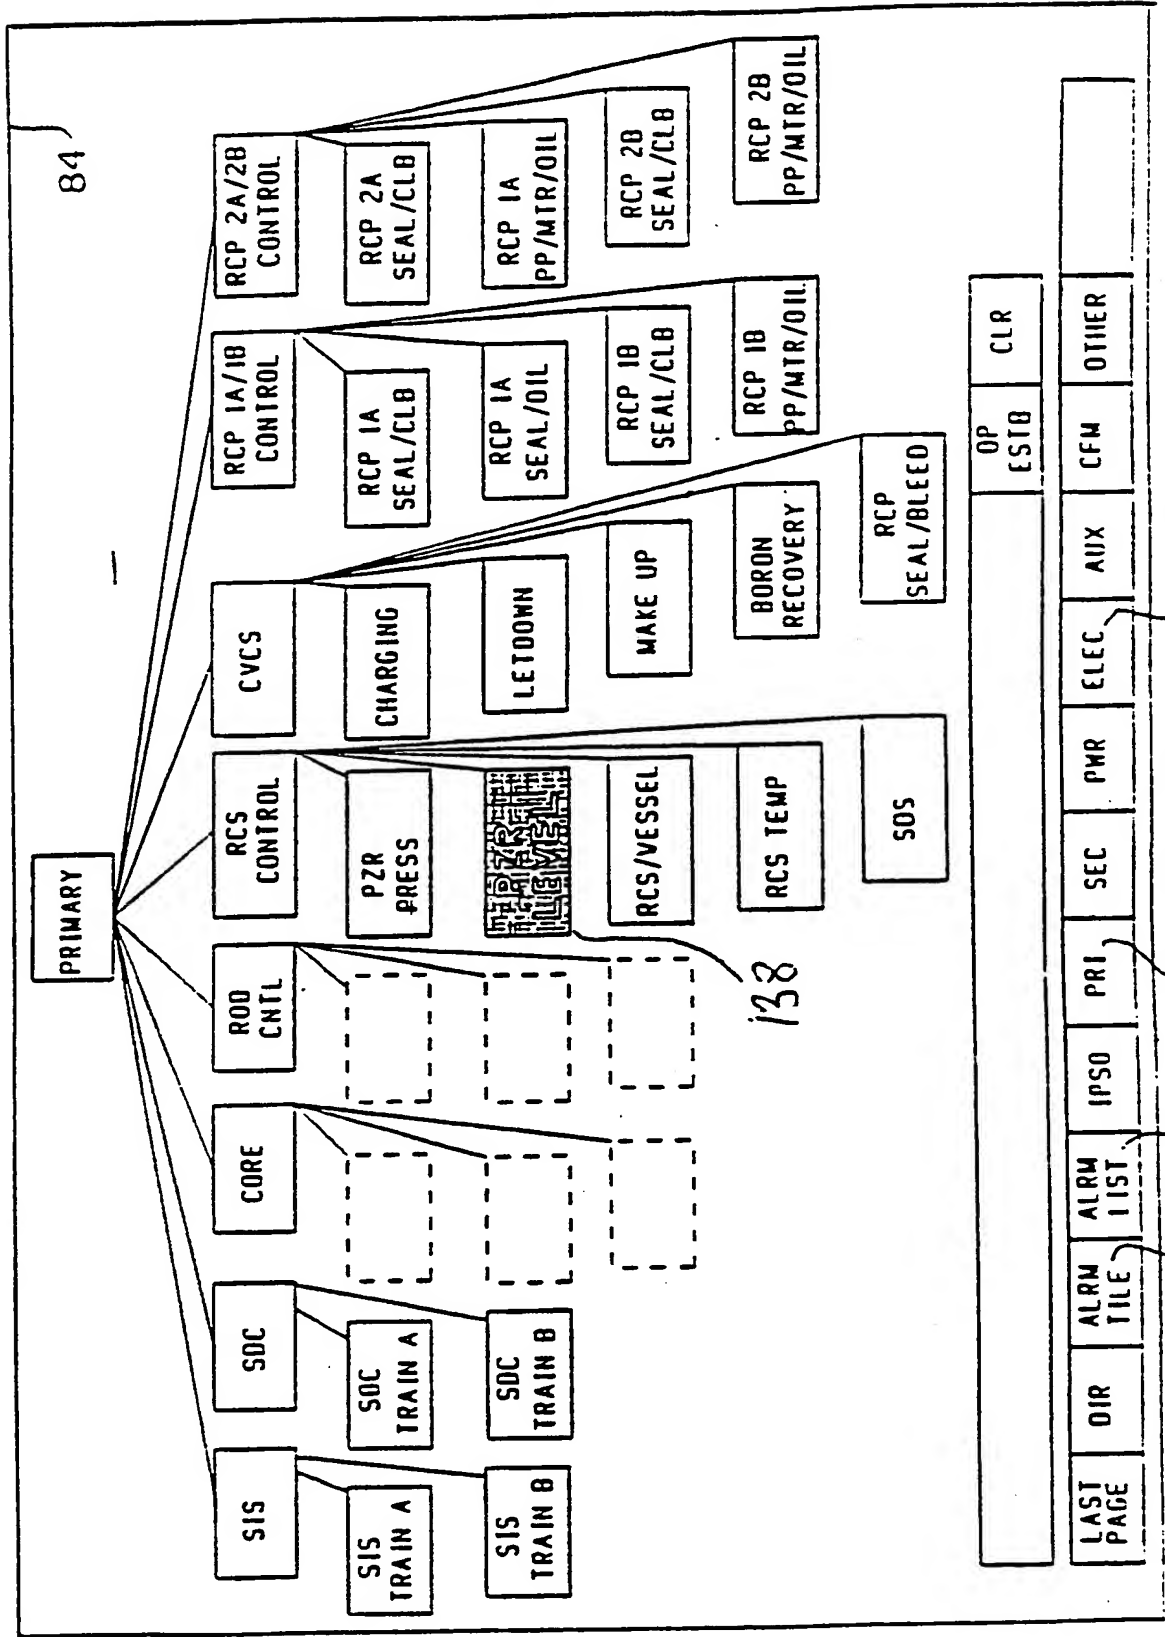 84
PRIMARY
SIS
SDC
CORE
ROD
CNTL
RCS
CONTROL
CVCS
RCP 1A/1B
CONTROL
RCP 2A/2B
CONTROL
SIS
TRAIN A
SDC
TRAIN A
PZR
PRESS
CHARGING
RCP 1A
SEAL/CLB
RCP 2A
SEAL/CLB
SIS
TRAIN B
SDC
TRAIN B
PZR
LEVEL
LETDOWN
RCP 1A
SEAL/OIL
RCP 1A
PP/MTR/OIL
138
RCS/VESSEL
MAKE UP
RCP 1B
SEAL/CLB
RCP 2B
SEAL/CLB
RCS TEMP
BORON
RECOVERY
RCP 1B
PP/MTR/OIL
RCP 2B
PP/MTR/OIL
SDS
RCP
SEAL/BLEED
OP
ESTB
CLR
LAST
PAGE
DIR
ALRM
TILE
ALRM
LIST
IPSO
PRI
SEC
PWR
ELEC
AUX
CFM
OTHER